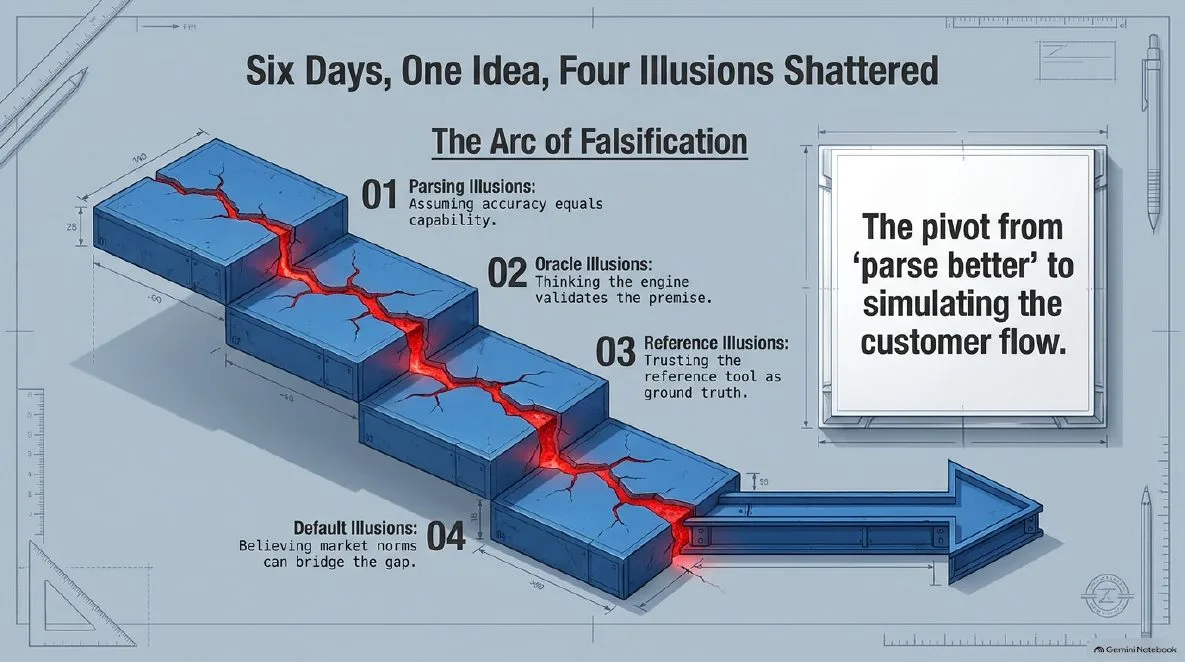 Six Days, One Idea, Four Illusions Shattered
The Arc of Falsification
01
Parsing Illusions:
Assuming accuracy equals
capability.
02
Oracle Illusions:
Thinking the engine
validates the premise.
03
Reference Illusions:
Trusting the
reference tool as
ground truth.
Default Illusions:
Believing market norms
can bridge the gap.
04
The pivot from
‘parse better’ to
simulating the
customer flow.
Gemini Notebook